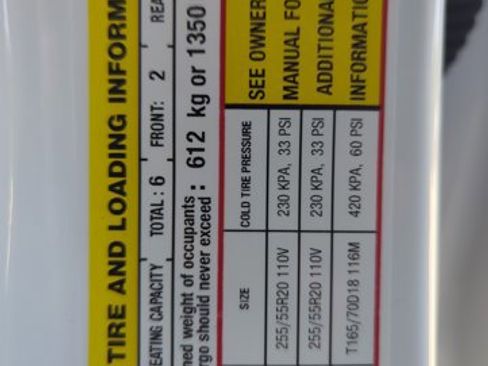 TIRE AND LOADING INFORM
EATING CAPACITY TOTAL : 6 FRONT: 2 REA
ned weight of occupants
rgo should never exceed : 612 kg or 1350
SIZE COLD TIRE PRESSURE SEE OWNER
255/55R20 110V 230 KPA, 33 PSI MANUAL FO
255/55R20 110V 230 KPA, 33 PSI ADDITIONA
T165/70D18 116M 420 KPA, 60 PSI INFORMATIO